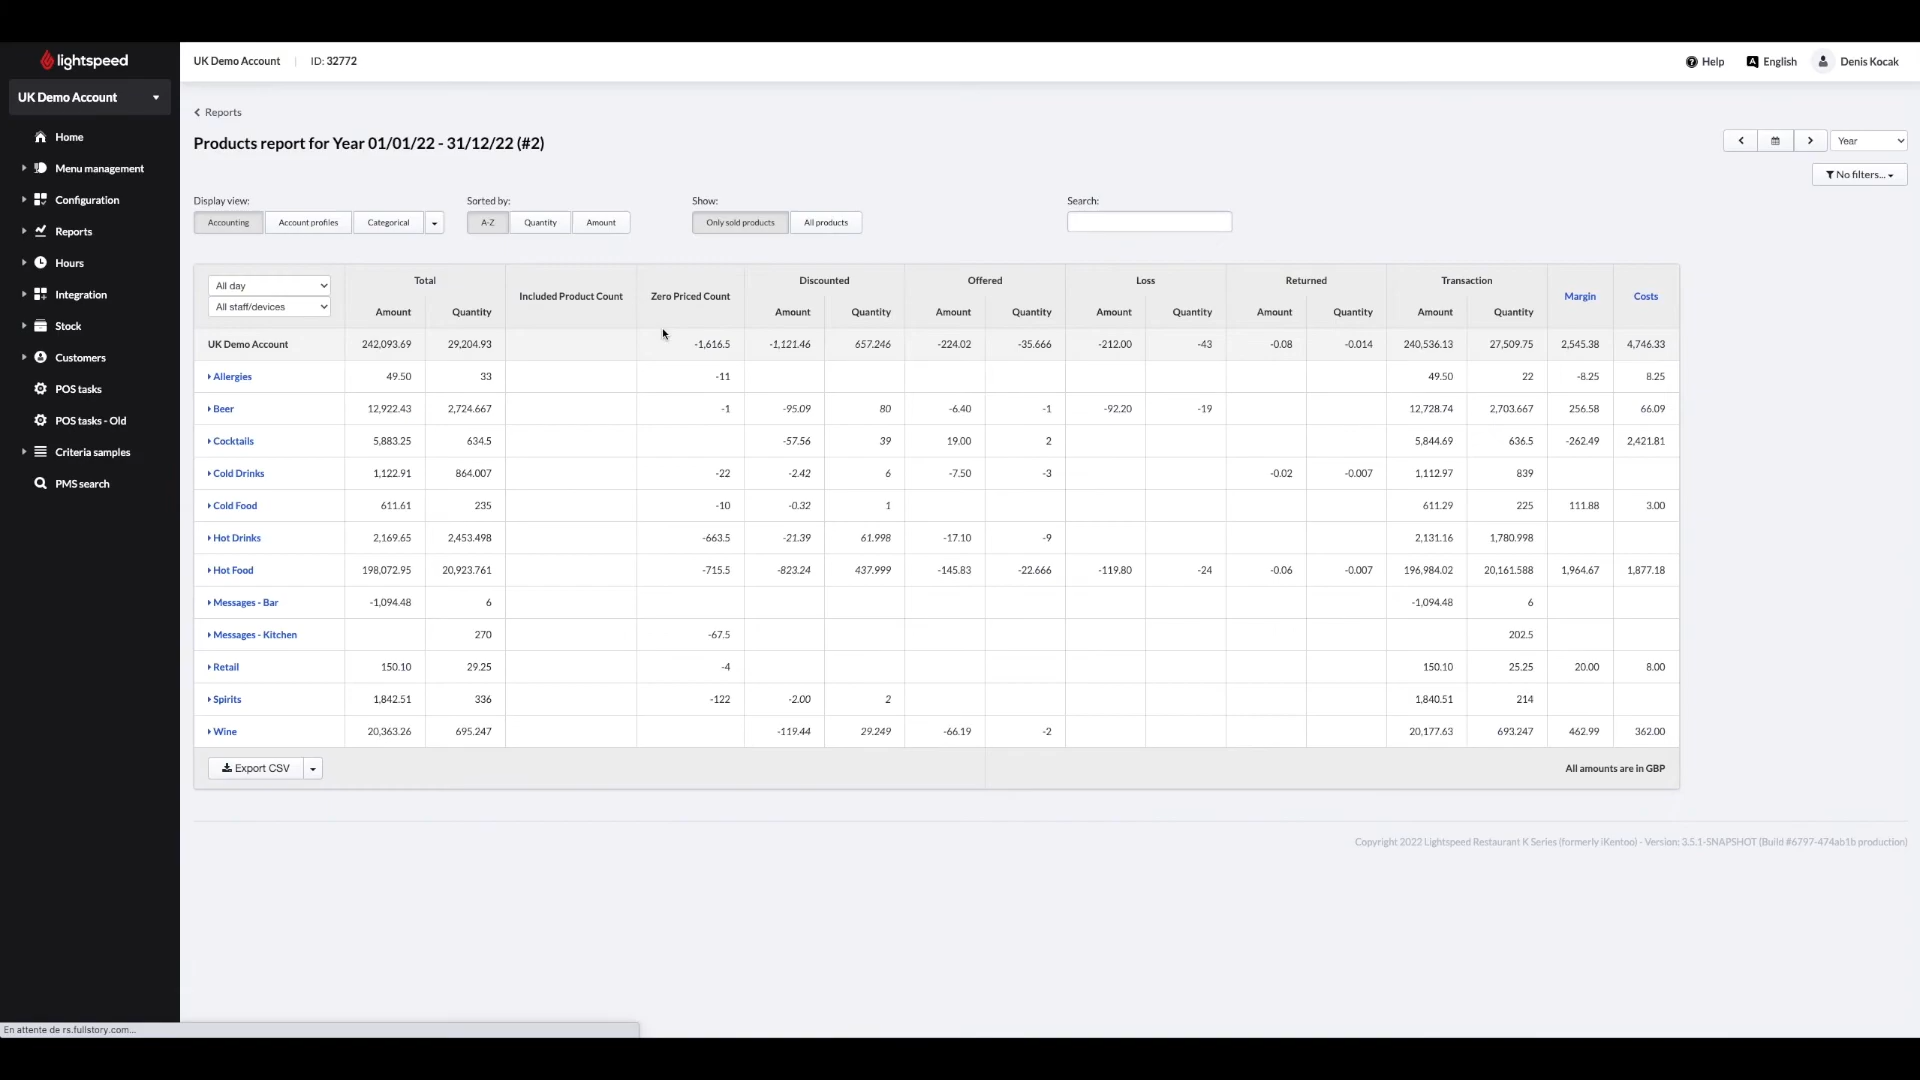 lightspeed
UK Demo Account ID: 32772 Help English Denis Kocak
UK Demo Account
Home
Menu management
Configuration
Reports
Hours
Integration
Stock
Customers
POS tasks
POS tasks - Old
Criteria samples
PMS search
Reports
Products report for Year 01/01/22 - 31/12/22 (#2) Year
No filters...
Display view: Sorted by: Show: Search:
Accounting Account profiles Categorical A-Z Quantity Amount Only sold products All products
All day Total Included Product Count Zero Priced Count Discounted Offered Loss Returned Transaction Margin Costs
All staff/devices Amount Quantity Amount Quantity Amount Quantity Amount Quantity Amount Quantity Amount Quantity
UK Demo Account 242,093.69 29,204.93 -1,616.5 -1,121.46 657.246 -224.02 -35.666 -212.00 -43 -0.08 -0.014 240,536.13 27,509.75 2,545.38 4,746.33
Allergies 49.50 33 -11 49.50 22 -8.25 8.25
Beer 12,922.43 2,724.667 -1 -95.09 80 -6.40 -1 -92.20 -19 12,728.74 2,703.667 256.58 66.09
Cocktails 5,883.25 634.5 -57.56 39 19.00 2 5,844.69 636.5 -262.49 2,421.81
Cold Drinks 1,122.91 864.007 -22 -2.42 6 -7.50 -3 -0.02 -0.007 1,112.97 839
Cold Food 611.61 235 -10 -0.32 1 611.29 225 111.88 3.00
Hot Drinks 2,169.65 2,453.498 -663.5 -21.39 61.998 -17.10 -9 2,131.16 1,780.998
Hot Food 198,072.95 20,923.761 -715.5 -823.24 437.999 -145.83 -22.666 -119.80 -24 -0.06 -0.007 196,984.02 20,161.588 1,964.67 1,877.18
Messages - Bar -1,094.48 6 -1,094.48 6
Messages - Kitchen 270 -67.5 202.5
Retail 150.10 29.25 -4 150.10 25.25 20.00 8.00
Spirits 1,842.51 336 -122 -2.00 2 1,840.51 214
Wine 20,363.26 695.247 -119.44 29.249 -66.19 -2 20,177.63 693.247 462.99 362.00
Export CSV All amounts are in GBP
Copyright 2022 Lightspeed Restaurant K Series (formerly iKentoo) - Version: 3.5.1-SNAPSHOT (Build #6797-474ab1b production)
En attente de rs.fullstory.com...